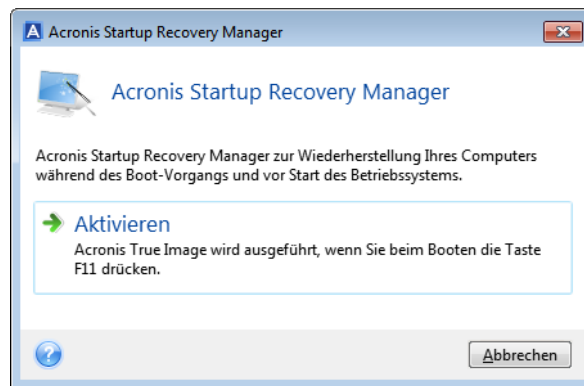 Acronis Startup Recovery Manager
Acronis Startup Recovery Manager
Acronis Startup Recovery Manager zur Wiederherstellung Ihres Computers
während des Boot-Vorgangs und vor Start des Betriebssystems.
Aktivieren
Acronis True Image wird ausgeführt, wenn Sie beim Booten die Taste
F11 drücken.
Abbrechen